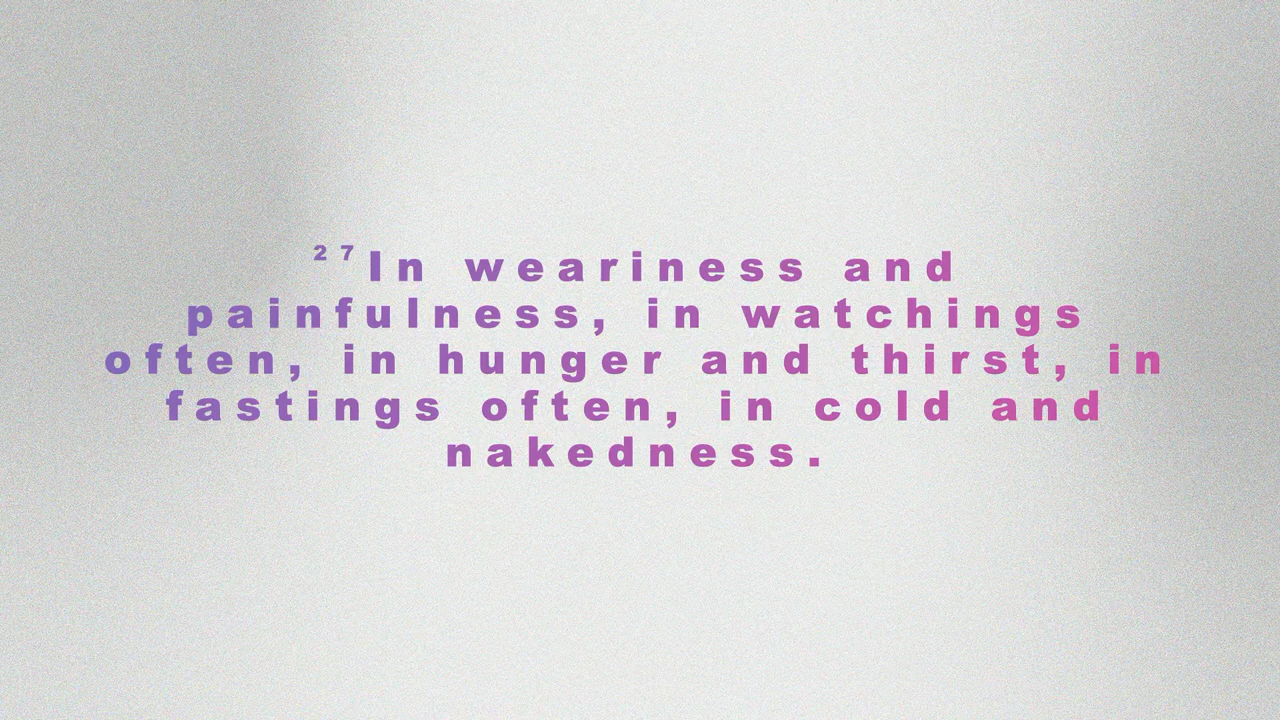 ²⁷In weariness and
painfulness, in watchings
often, in hunger and thirst, in
fastings often, in cold and
nakedness.